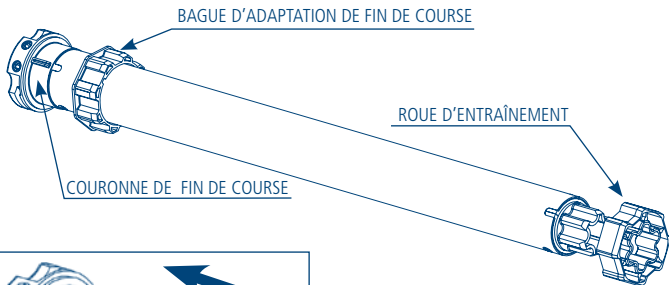 BAGUE D'ADAPTATION DE FIN DE COURSE
ROUE D'ENTRAÎNEMENT
COURONNE DE FIN DE COURSE